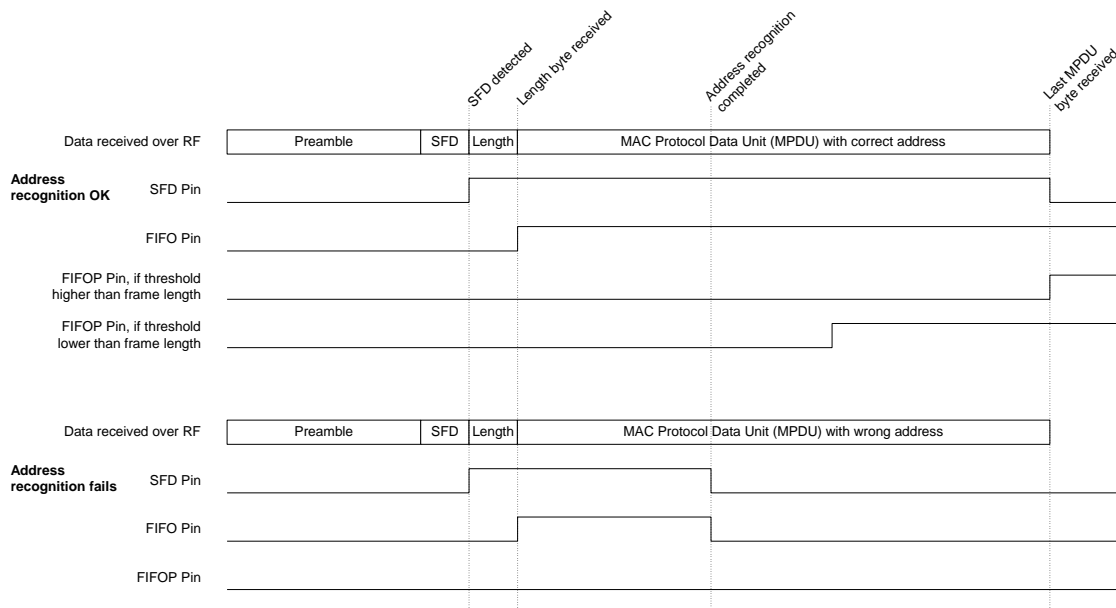 SFD detected
Length byte received
Address recognition
completed
Last MPDU
byte received
Data received over RF
Preamble
SFD
Length
MAC Protocol Data Unit (MPDU) with correct address
Address
recognition OK
SFD Pin
FIFO Pin
FIFOP Pin, if threshold
higher than frame length
FIFOP Pin, if threshold
lower than frame length
Data received over RF
Preamble
SFD
Length
MAC Protocol Data Unit (MPDU) with wrong address
Address
recognition fails
SFD Pin
FIFO Pin
FIFOP Pin